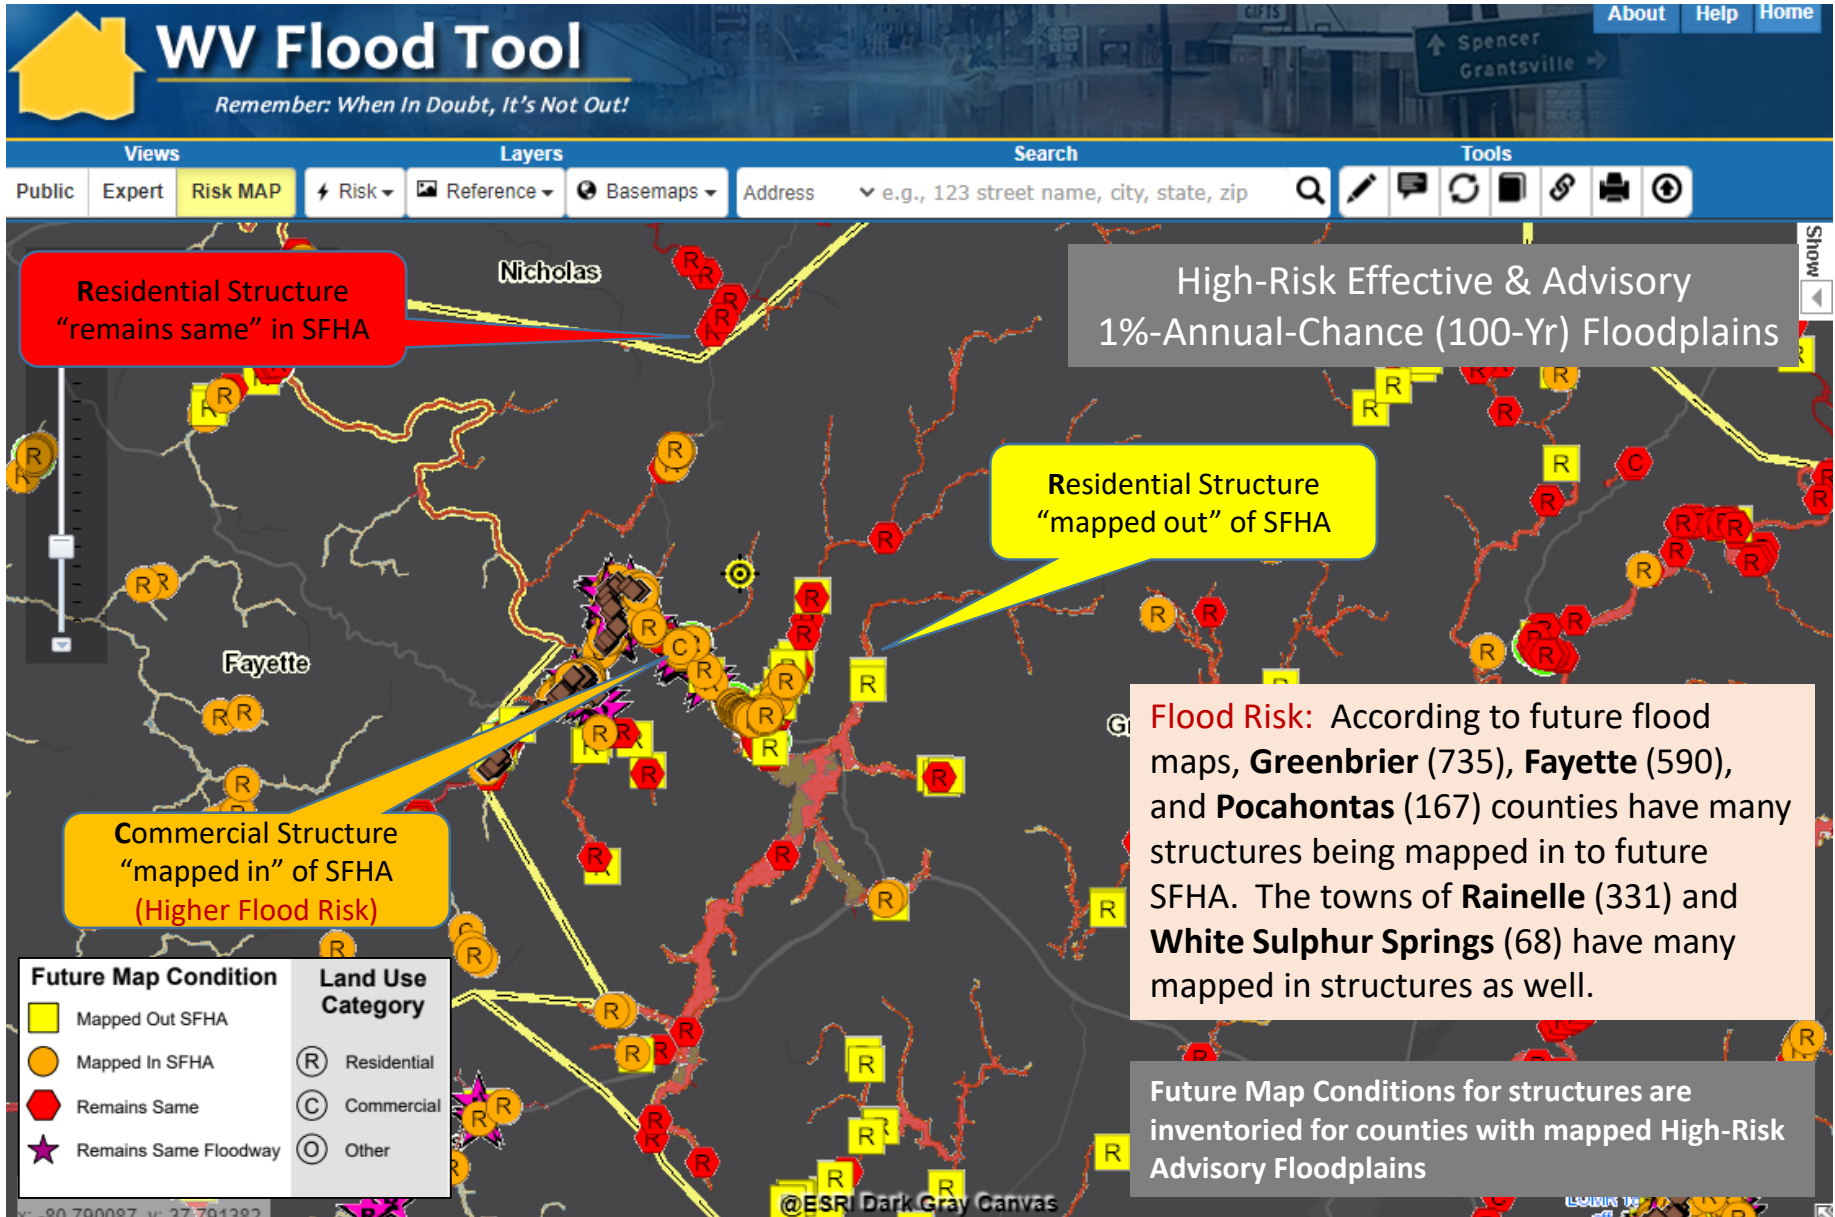 GIFTS
Spencer
Grantsville
About Help Home
WV Flood Tool
Remember: When In Doubt, It's Not Out!
Views Layers Search Tools
Public Expert Risk MAP Risk Reference Basemaps Address e.g., 123 street name, city, state, zip
Show
Residential Structure
“remains same” in SFHA
Nicholas
High-Risk Effective & Advisory
1%-Annual-Chance (100-Yr) Floodplains
Residential Structure
“mapped out” of SFHA
Fayette
Commercial Structure
“mapped in” of SFHA
(Higher Flood Risk)
Flood Risk: According to future flood
maps, Greenbrier (735), Fayette (590),
and Pocahontas (167) counties have many
structures being mapped in to future
SFHA. The towns of Rainelle (331) and
White Sulphur Springs (68) have many
mapped in structures as well.
Future Map Conditions for structures are
inventoried for counties with mapped High-Risk
Advisory Floodplains
Future Map Condition
Mapped Out SFHA
Mapped In SFHA
Remains Same
Remains Same Floodway
Land Use
Category
R Residential
C Commercial
O Other
x: -80.790087 y: 37.791382
@ESRI Dark Gray Canvas